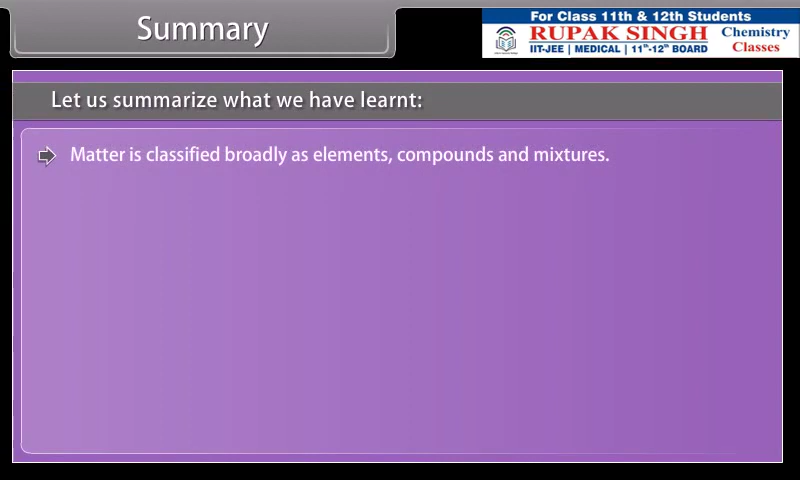 Summary
For Class 11th & 12th Students
RUPAK SINGH
IIT-JEE | MEDICAL | 11th-12th BOARD
Chemistry
Classes
Let us summarize what we have learnt:
Matter is classified broadly as elements, compounds and mixtures.